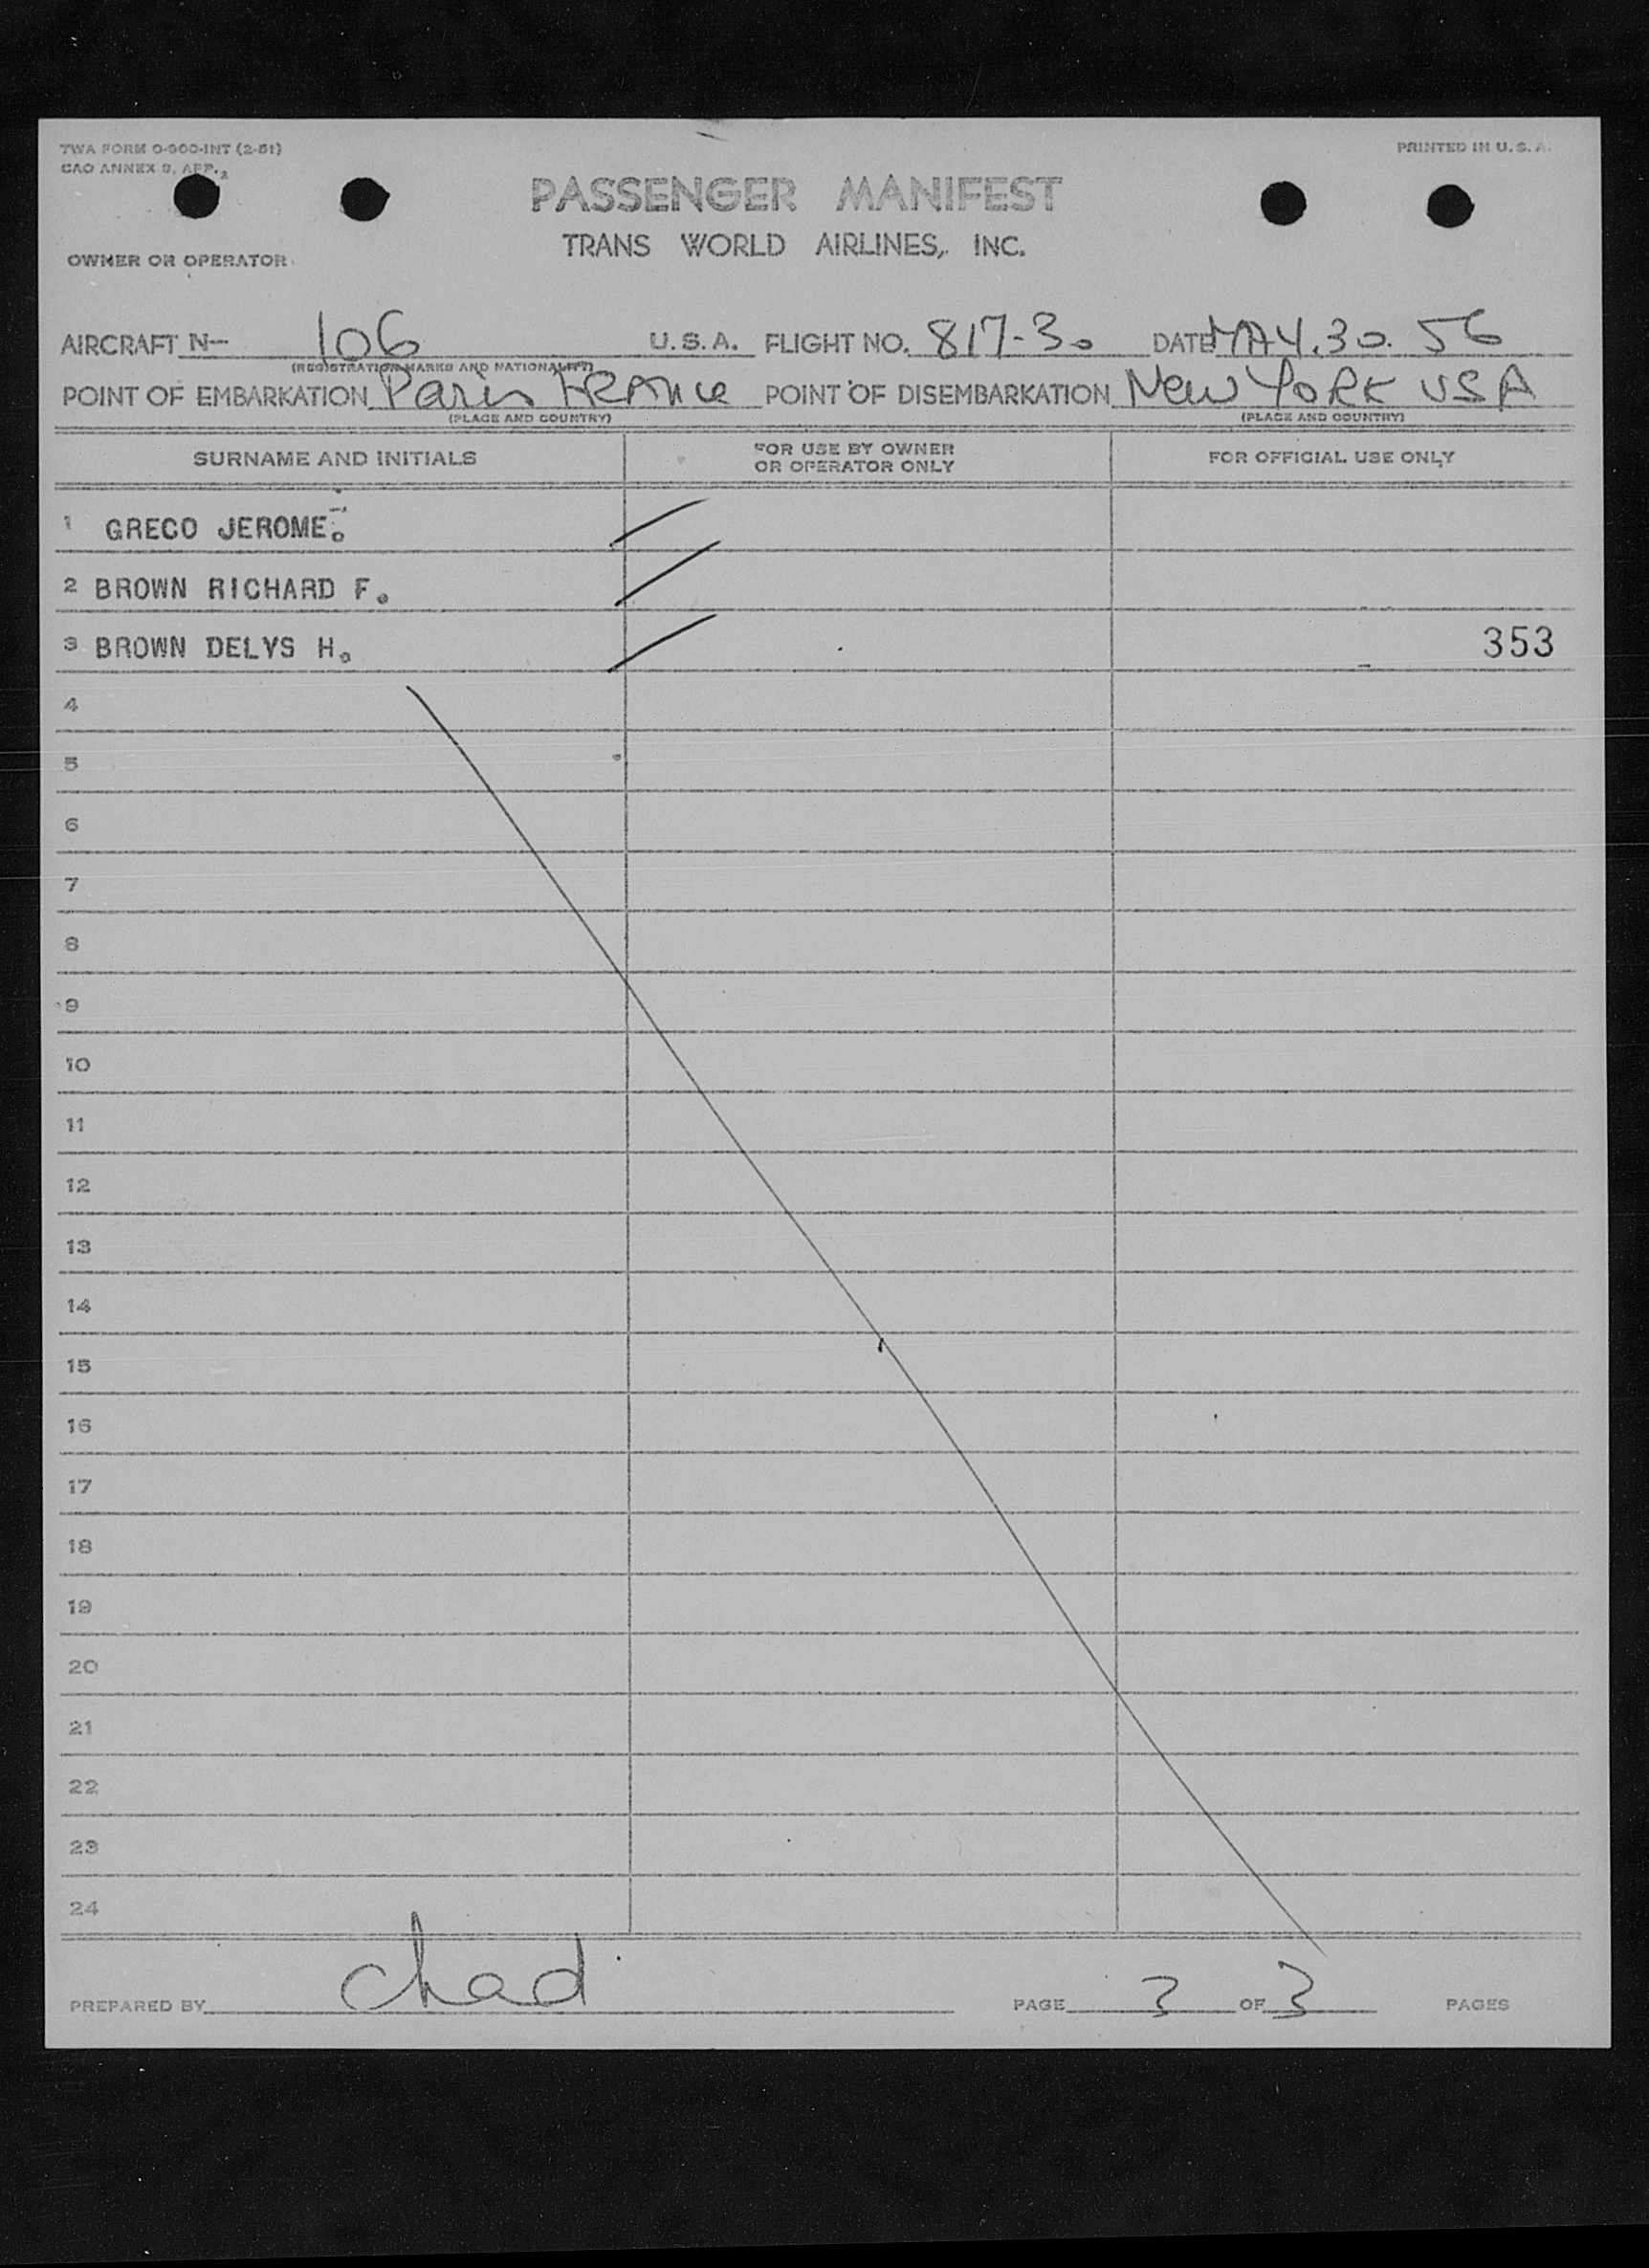 TWA FORM O-900-INT (2-51)
PRINTED IN U.S.A.
CAO ANNEX 9, APP. 2
PASSENGER MANIFEST
TRANS WORLD AIRLINES, INC.
OWNER OR OPERATOR
AIRCRAFT N- 106 U.S.A. FLIGHT NO. 817-30 DATE MAY.30.56
(REGISTRATION MARKS AND NATIONALITY)
POINT OF EMBARKATION Paris FRANce POINT OF DISEMBARKATION New YORK USA
(PLACE AND COUNTRY) (PLACE AND COUNTRY)
SURNAME AND INITIALS FOR USE BY OWNER OR OPERATOR ONLY FOR OFFICIAL USE ONLY
1 GRECO JEROME.
2 BROWN RICHARD F.
3 BROWN DELYS H. 353
4
5
6
7
8
9
10
11
12
13
14
15
16
17
18
19
20
21
22
23
24
PREPARED BY chad PAGE 3 OF 3 PAGES